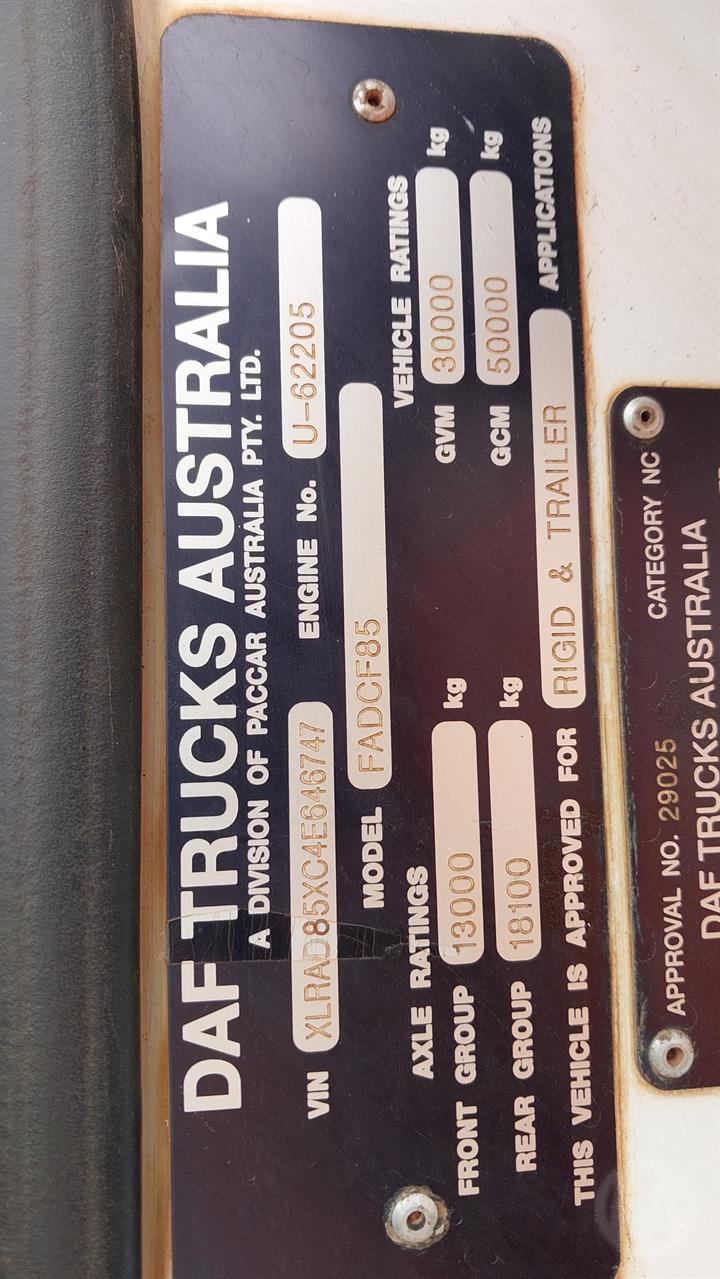 DAF TRUCKS AUSTRALIA
A DIVISION OF PACCAR AUSTRALIA PTY. LTD.
VIN XLRAD85XC4E646747 ENGINE No. U-62205
MODEL FADCF85
AXLE RATINGS VEHICLE RATINGS
FRONT GROUP 13000 kg GVM 30000 kg
REAR GROUP 18100 kg GCM 50000 kg
THIS VEHICLE IS APPROVED FOR RIGID & TRAILER APPLICATIONS
APPROVAL NO. 29025 CATEGORY NC
DAF TRUCKS AUSTRALIA